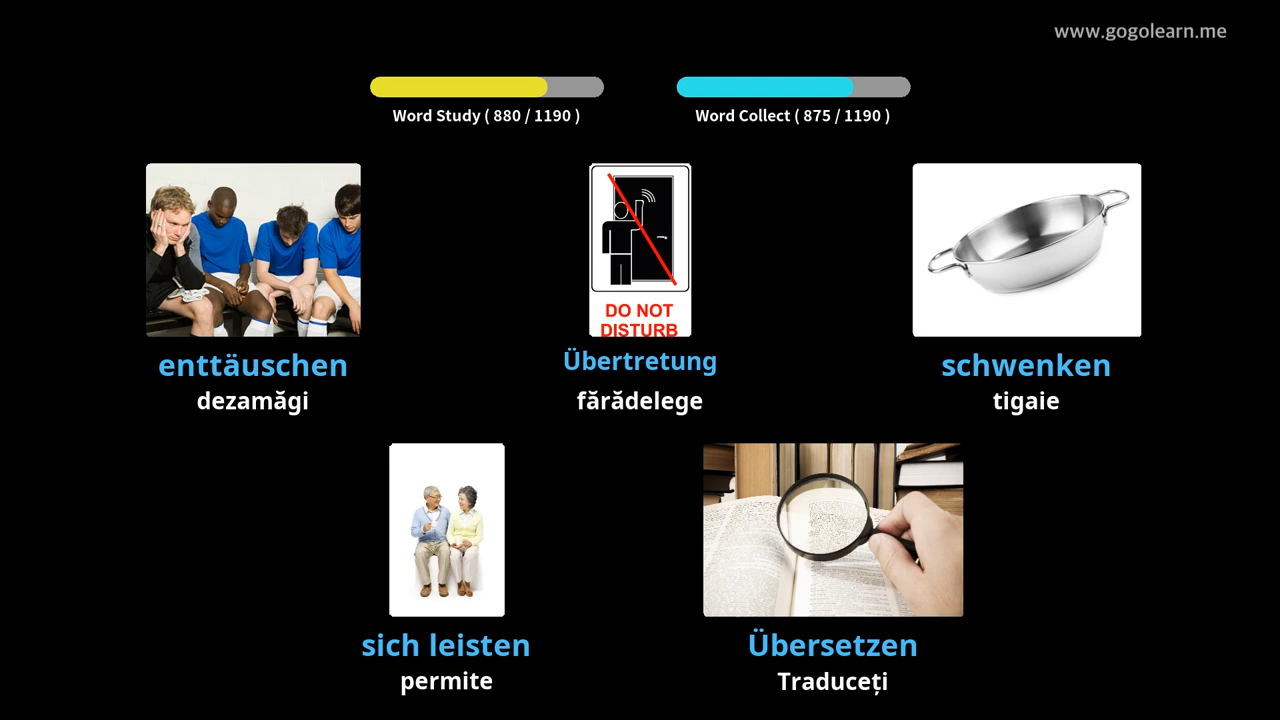 www.gogolearn.me
Word Study ( 880 / 1190 )
Word Collect ( 875 / 1190 )
DO NOT
DISTURB
enttäuschen
dezamăgi
Übertretung
fărădelege
schwenken
tigaie
sich leisten
permite
Übersetzen
Traduceți